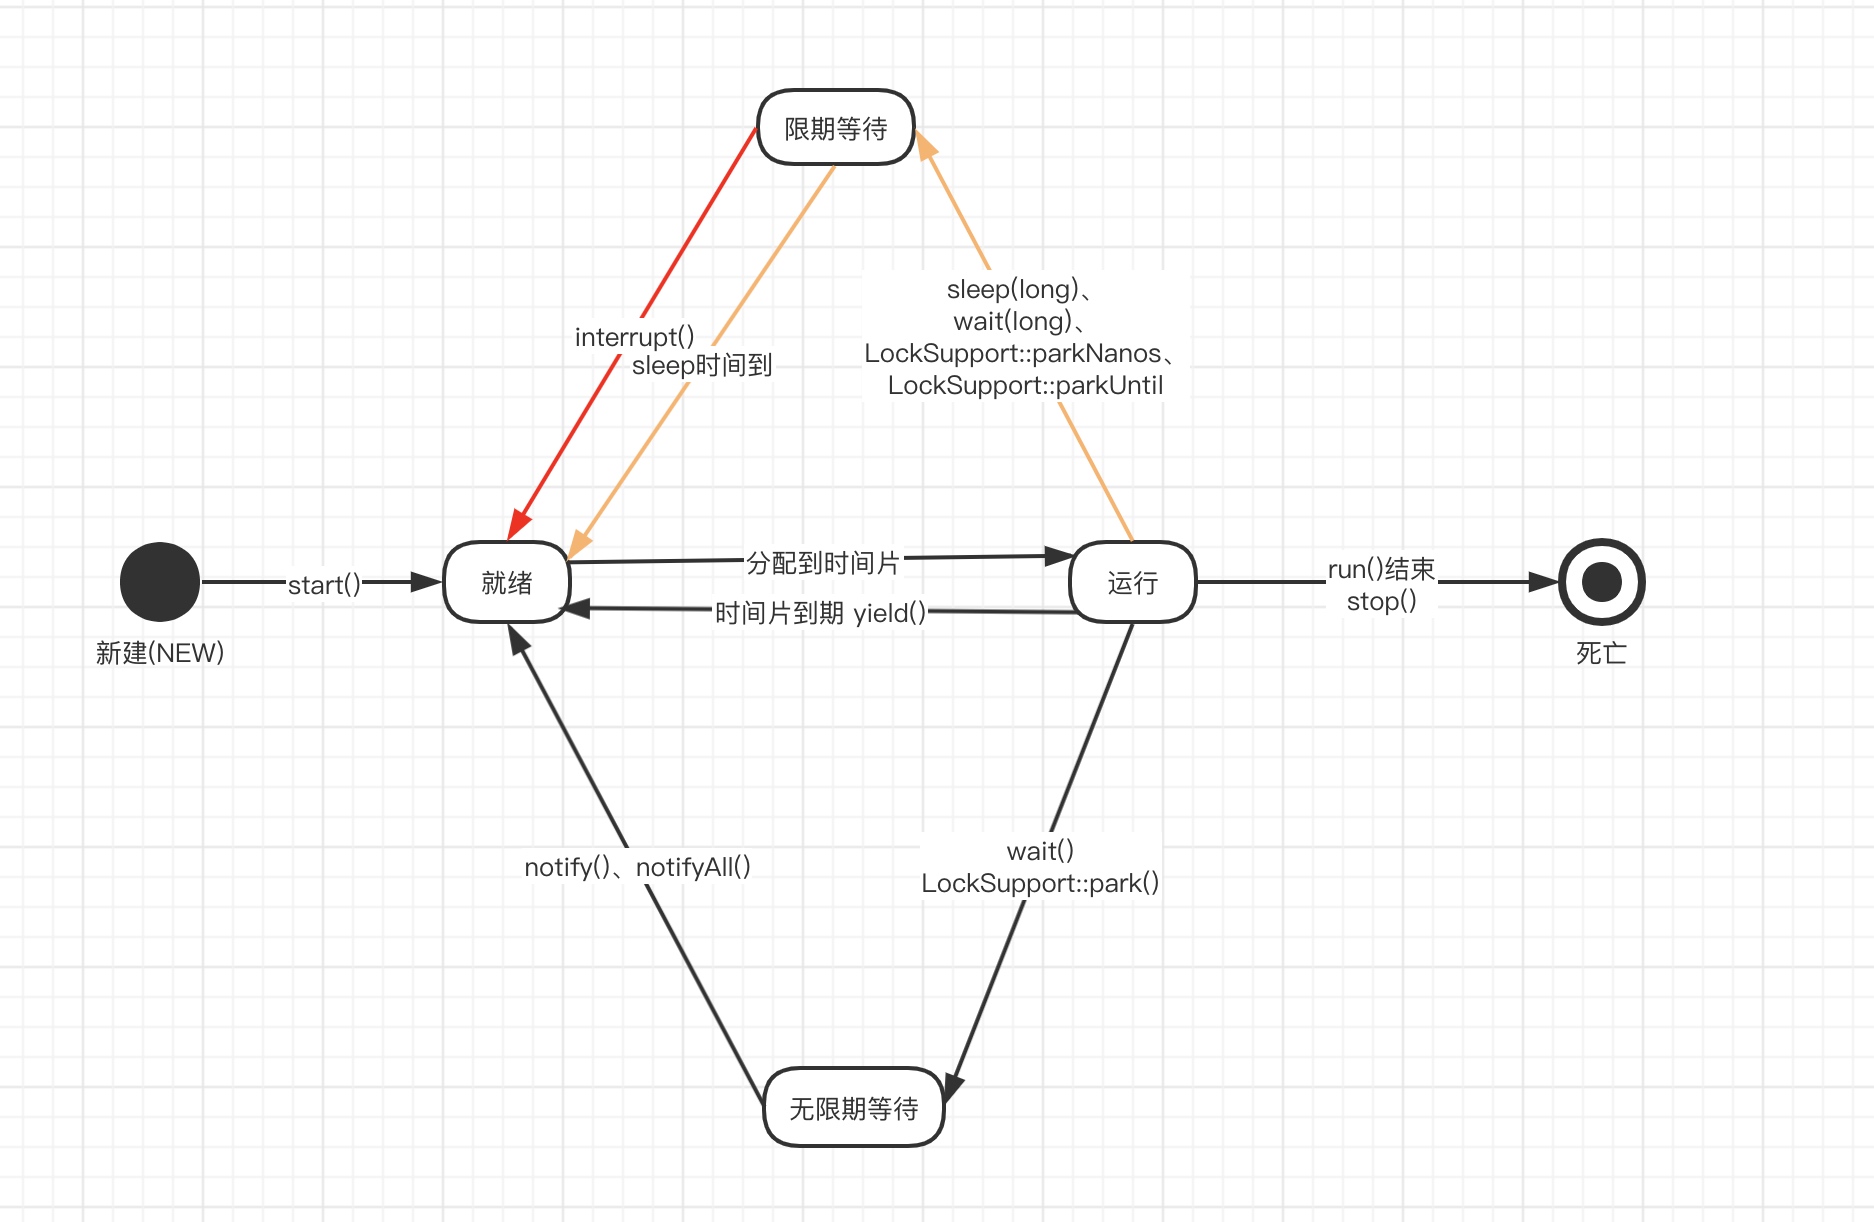 限期等待
sleep(long)、
wait(long)、
LockSupport::parkNanos、
LockSupport::parkUntil
interrupt()
sleep时间到
start()
就绪
分配到时间片
时间片到期 yield()
运行
run()结束
stop()
新建(NEW)
死亡
notify()、notifyAll()
wait()
LockSupport::park()
无限期等待